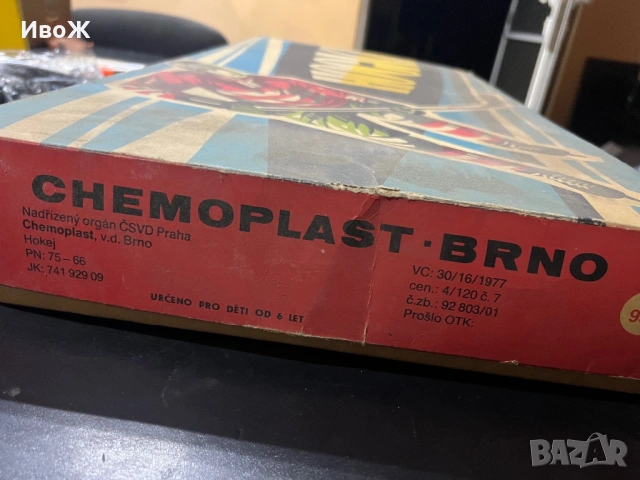 ИвоЖ
CHEMOPLAST·BRNO
Nadřízený orgán ČSVD Praha
Chemoplast, v.d. Brno
Hokej
PN: 75–66
JK: 741 929 09
URČENO PRO DĚTI OD 6 LET
VC: 30/16/1977
cen.: 4/120 č. 7
č.zb.: 92 803/01
Prošlo OTK:
BAZAR